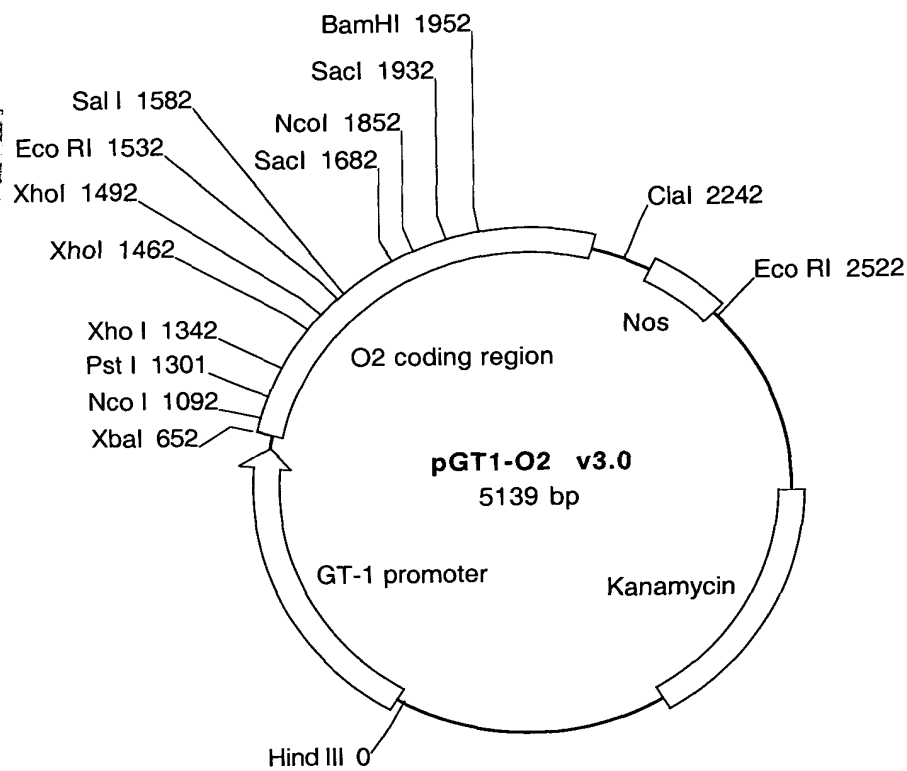 BamHI 1952
SacI 1932
Sal I 1582
NcoI 1852
Eco RI 1532
SacI 1682
XhoI 1492
ClaI 2242
XhoI 1462
Eco RI 2522
Nos
Xho I 1342
O2 coding region
Pst I 1301
Nco I 1092
XbaI 652
pGT1-O2 v3.0
5139 bp
GT-1 promoter
Kanamycin
Hind III 0